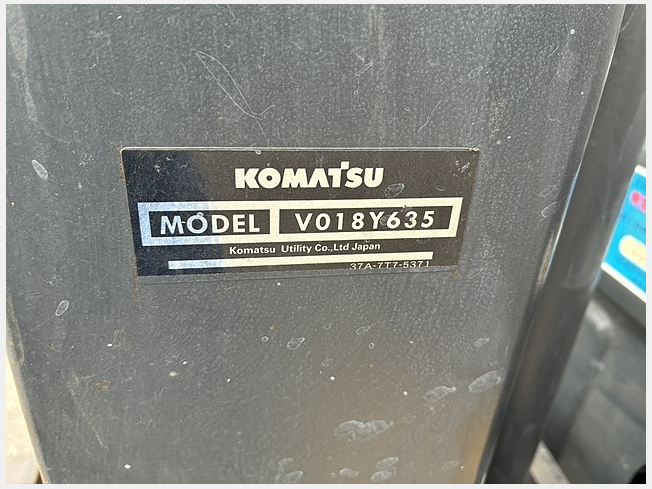 KOMATSU
MODEL V018Y635
Komatsu Utility Co.,Ltd Japan
37A-7T7-5371